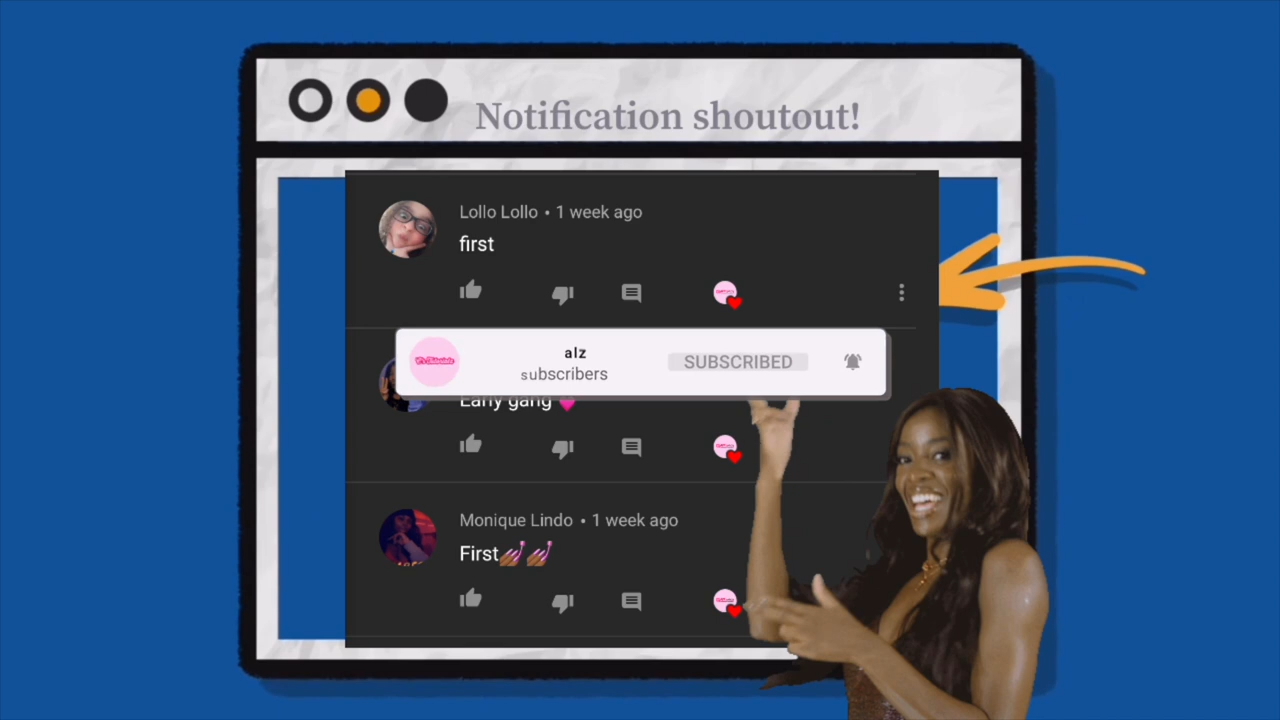 Notification shoutout!
Lollo Lollo • 1 week ago
first
alz
subscribers
SUBSCRIBED
Early gang 
Monique Lindo • 1 week ago
First💅🏾💅🏾